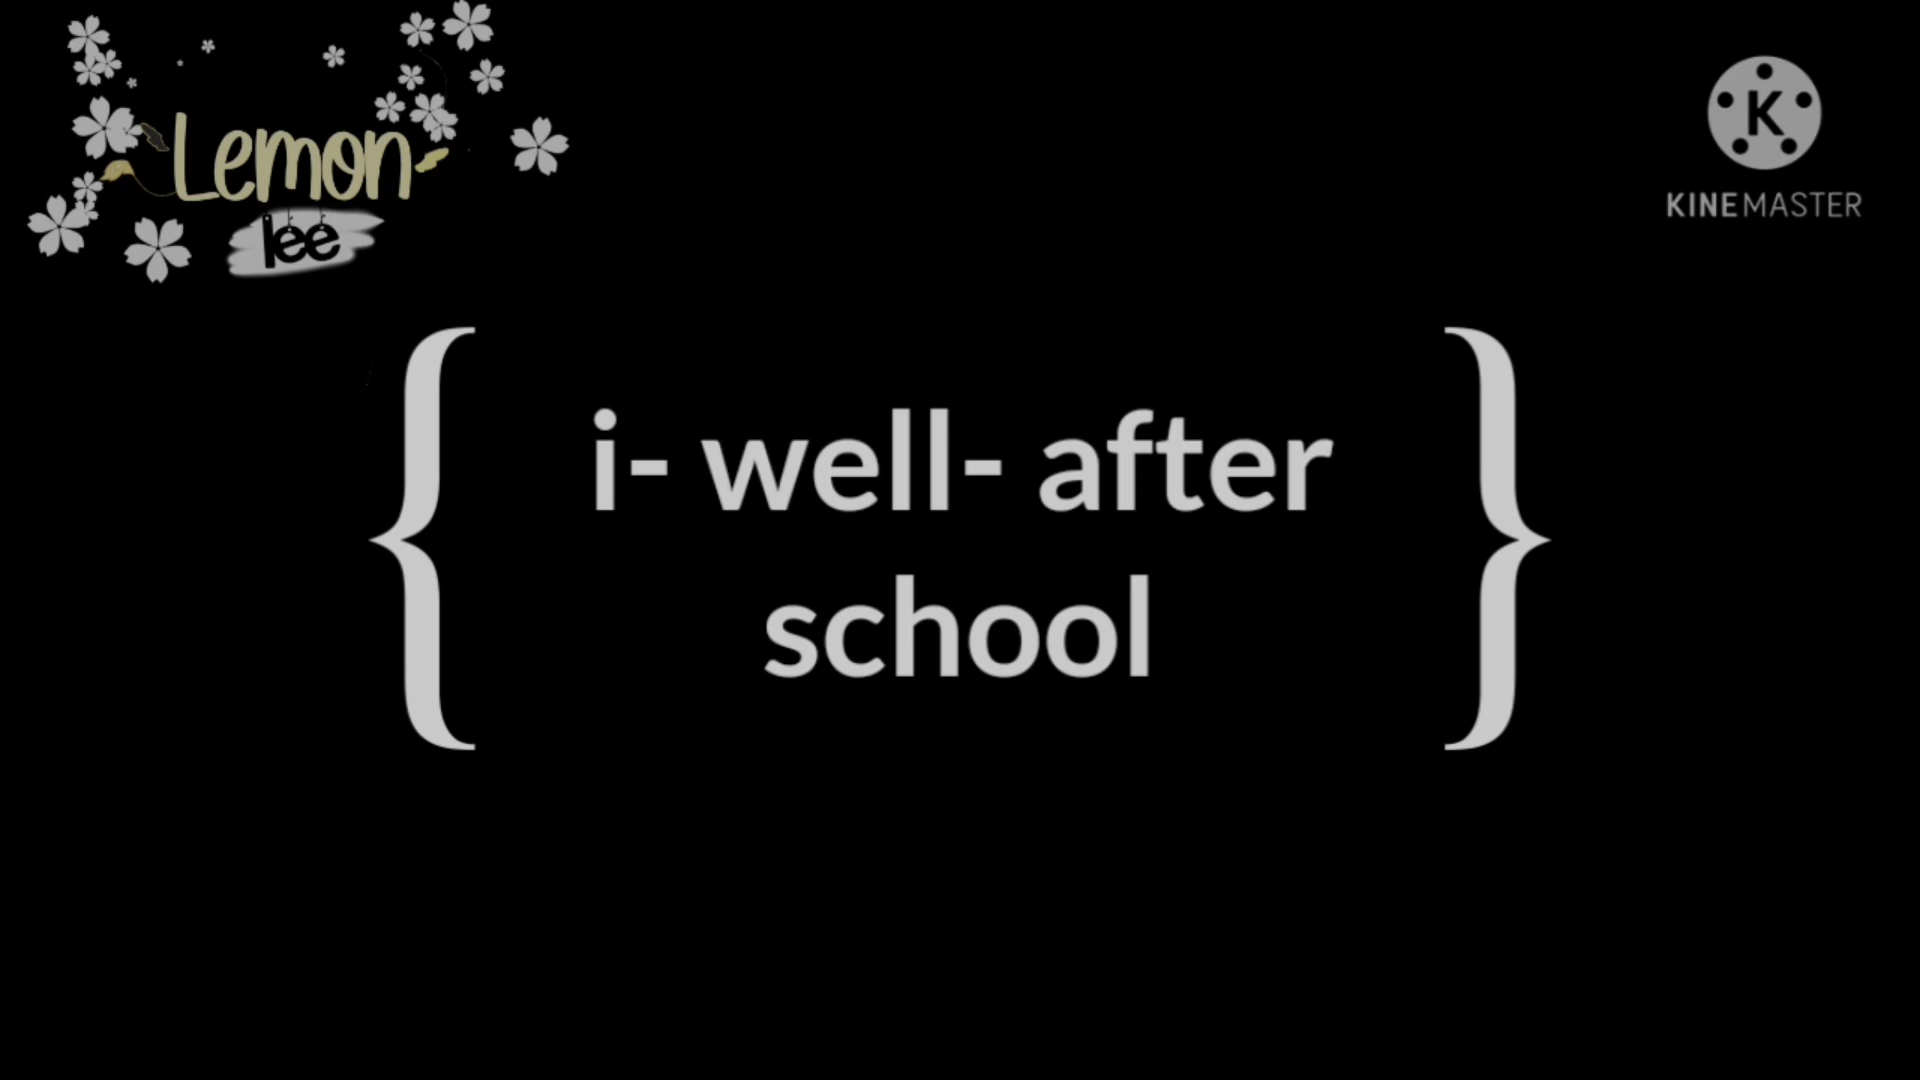 Lemon
lee
K
KINEMASTER
{ i- well- after
school }